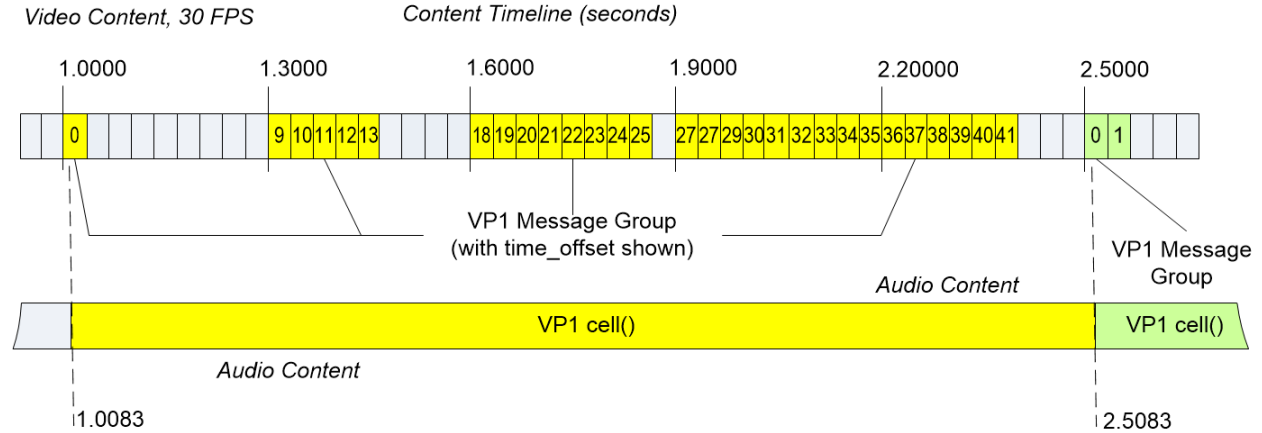 Video Content, 30 FPS
Content Timeline (seconds)
1.0000 1.3000 1.6000 1.9000 2.20000 2.5000
0 9 10 11 12 13 18 19 20 21 22 23 24 25 27 27 29 30 31 32 33 34 35 36 37 38 39 40 41 0 1
VP1 Message Group
(with time_offset shown)
VP1 Message
Group
Audio Content
VP1 cell() VP1 cell()
Audio Content
1.0083 2.5083